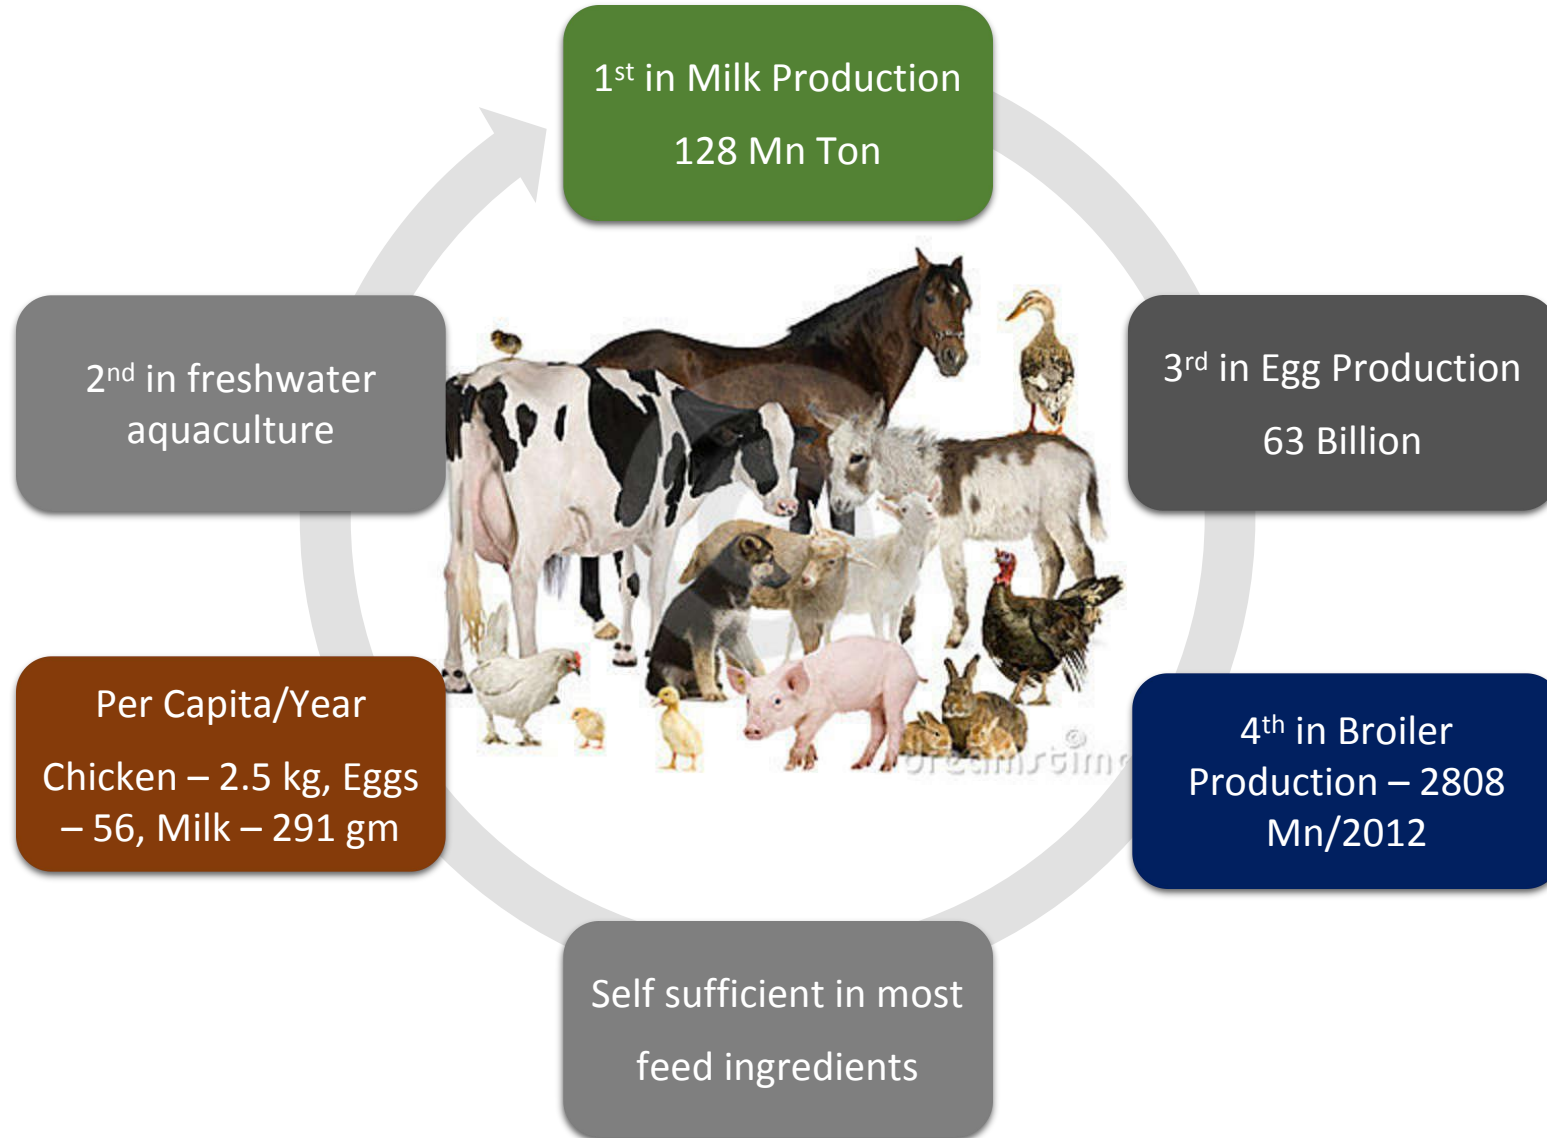 1st in Milk Production
128 Mn Ton
3rd in Egg Production
63 Billion
4th in Broiler
Production – 2808
Mn/2012
Self sufficient in most
feed ingredients
Per Capita/Year
Chicken – 2.5 kg, Eggs
– 56, Milk – 291 gm
2nd in freshwater
aquaculture
dreamstime